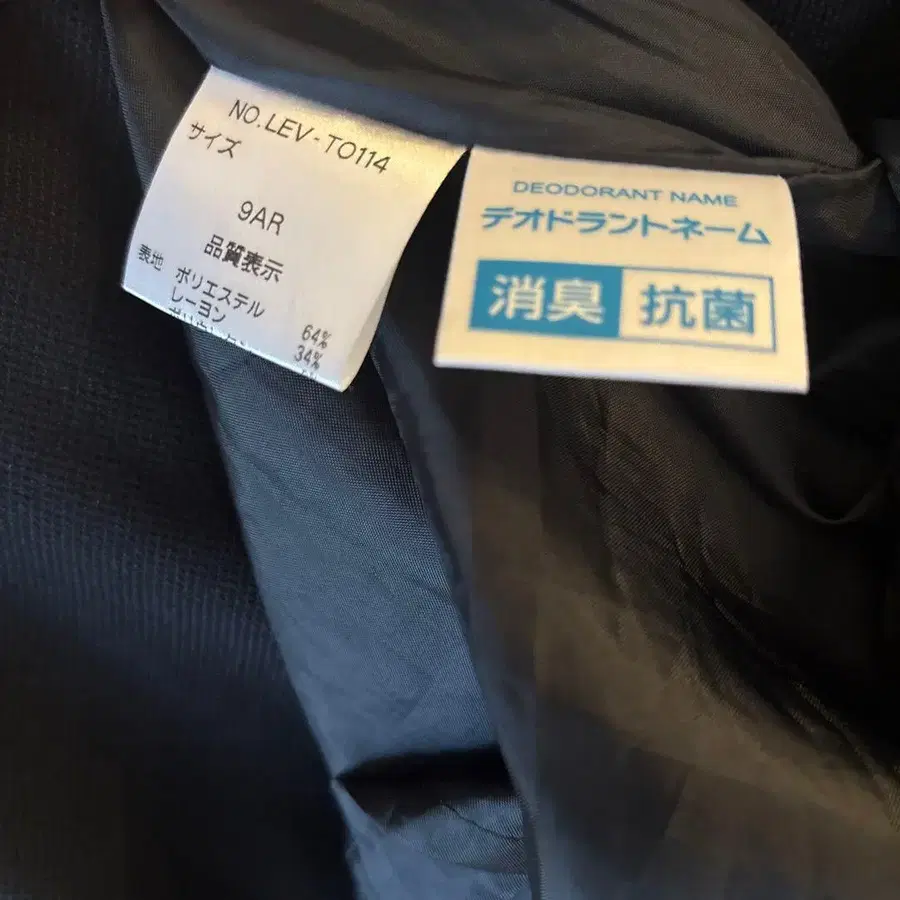 NO.LEV-TO114
サイズ
9AR
品質表示
表地
ポリエステル 64%
レーヨン 34%
DEODORANT NAME
デオドラントネーム
消臭 抗菌